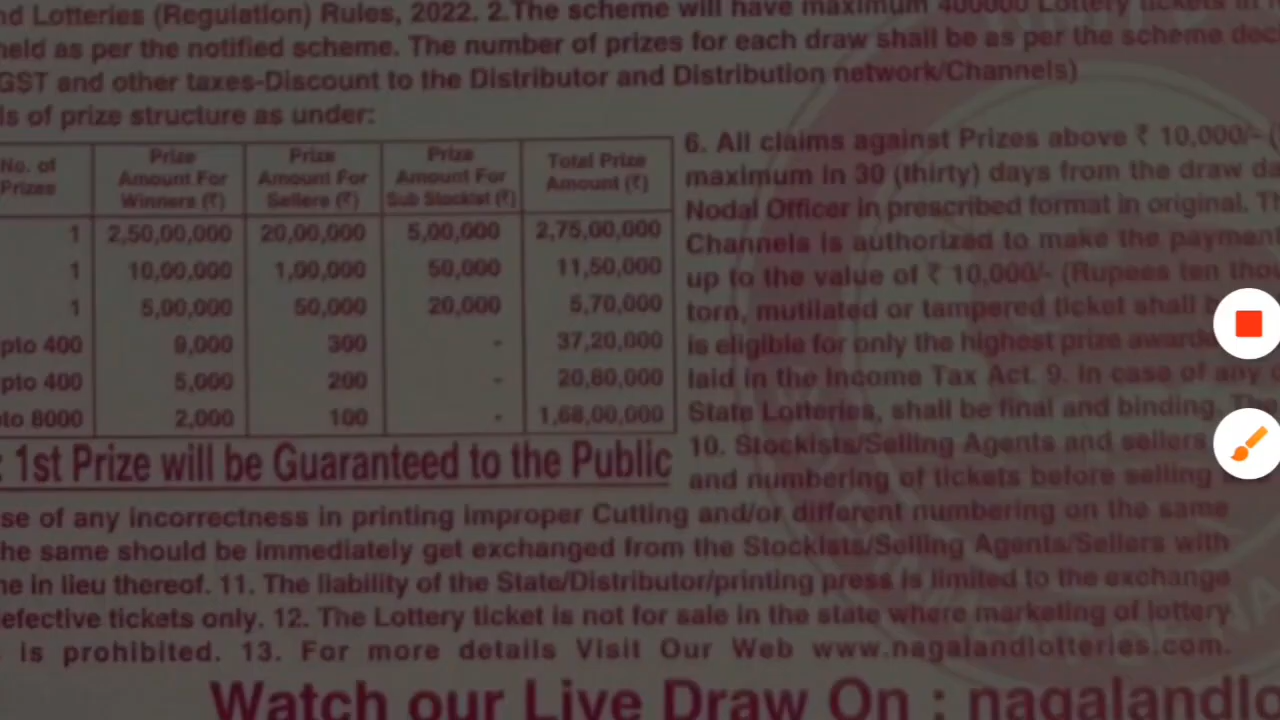 nd Lotteries (Regulation) Rules, 2022. 2.The scheme will have maximum 400000 Lottery tickets in
held as per the notified scheme. The number of prizes for each draw shall be as per the scheme dec
GST and other taxes-Discount to the Distributor and Distribution network/Channels)
ls of prize structure as under:
No. of Prizes | Prize Amount For Winners (₹) | Prize Amount For Sellers (₹) | Prize Amount For Sub Stockist (₹) | Total Prize Amount (₹)
1 2,50,00,000 20,00,000 5,00,000 2,75,00,000
1 10,00,000 1,00,000 50,000 11,50,000
1 5,00,000 50,000 20,000 5,70,000
pto 400 9,000 300 - 37,20,000
pto 400 5,000 200 - 20,80,000
to 8000 2,000 100 - 1,68,00,000
: 1st Prize will be Guaranteed to the Public
6. All claims against Prizes above ₹ 10,000/- (
maximum in 30 (thirty) days from the draw da
Nodal Officer in prescribed format in original. Th
Channels is authorized to make the payment
up to the value of ₹ 10,000/- (Rupees ten thou
torn, mutilated or tampered ticket shall
is eligible for only the highest prize awarde
laid in the Income Tax Act. 9. In case of any
State Lotteries, shall be final and binding. The
10. Stockists/Selling Agents and sellers
and numbering of tickets before selling
se of any incorrectness in printing improper Cutting and/or different numbering on the same
he same should be immediately get exchanged from the Stockists/Selling Agents/Sellers with
ne in lieu thereof. 11. The liability of the State/Distributor/printing press is limited to the exchange
efective tickets only. 12. The Lottery ticket is not for sale in the state where marketing of lottery
is prohibited. 13. For more details Visit Our Web www.nagalandlotteries.com.
Watch our Live Draw On : nagalandlo